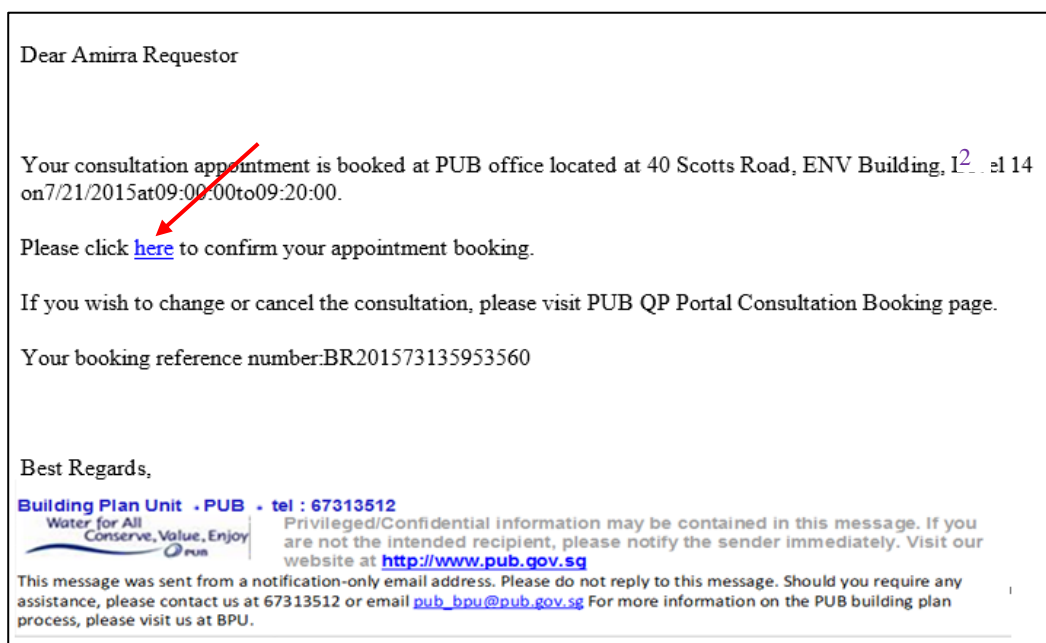 Dear Amirra Requestor
Your consultation appointment is booked at PUB office located at 40 Scotts Road, ENV Building, 2 el 14
on7/21/2015at09:00:00to09:20:00.
Please click here to confirm your appointment booking.
If you wish to change or cancel the consultation, please visit PUB QP Portal Consultation Booking page.
Your booking reference number:BR201573135953560
Best Regards,
Building Plan Unit • PUB • tel : 67313512
Water for All
Conserve, Value, Enjoy
PUB
Privileged/Confidential information may be contained in this message. If you
are not the intended recipient, please notify the sender immediately. Visit our
website at http://www.pub.gov.sg
This message was sent from a notification-only email address. Please do not reply to this message. Should you require any
assistance, please contact us at 67313512 or email pub_bpu@pub.gov.sg For more information on the PUB building plan
process, please visit us at BPU.